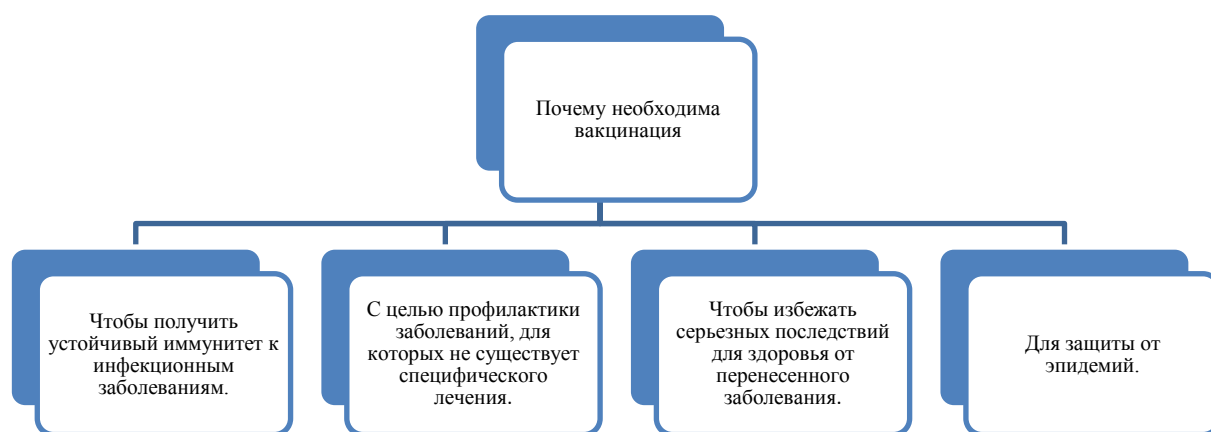 Почему необходима
вакцинация
Чтобы получить
устойчивый иммунитет к
инфекционным
заболеваниям.
С целью профилактики
заболеваний, для
которых не существует
специфического
лечения.
Чтобы избежать
серьезных последствий
для здоровья от
перенесенного
заболевания.
Для защиты от
эпидемий.